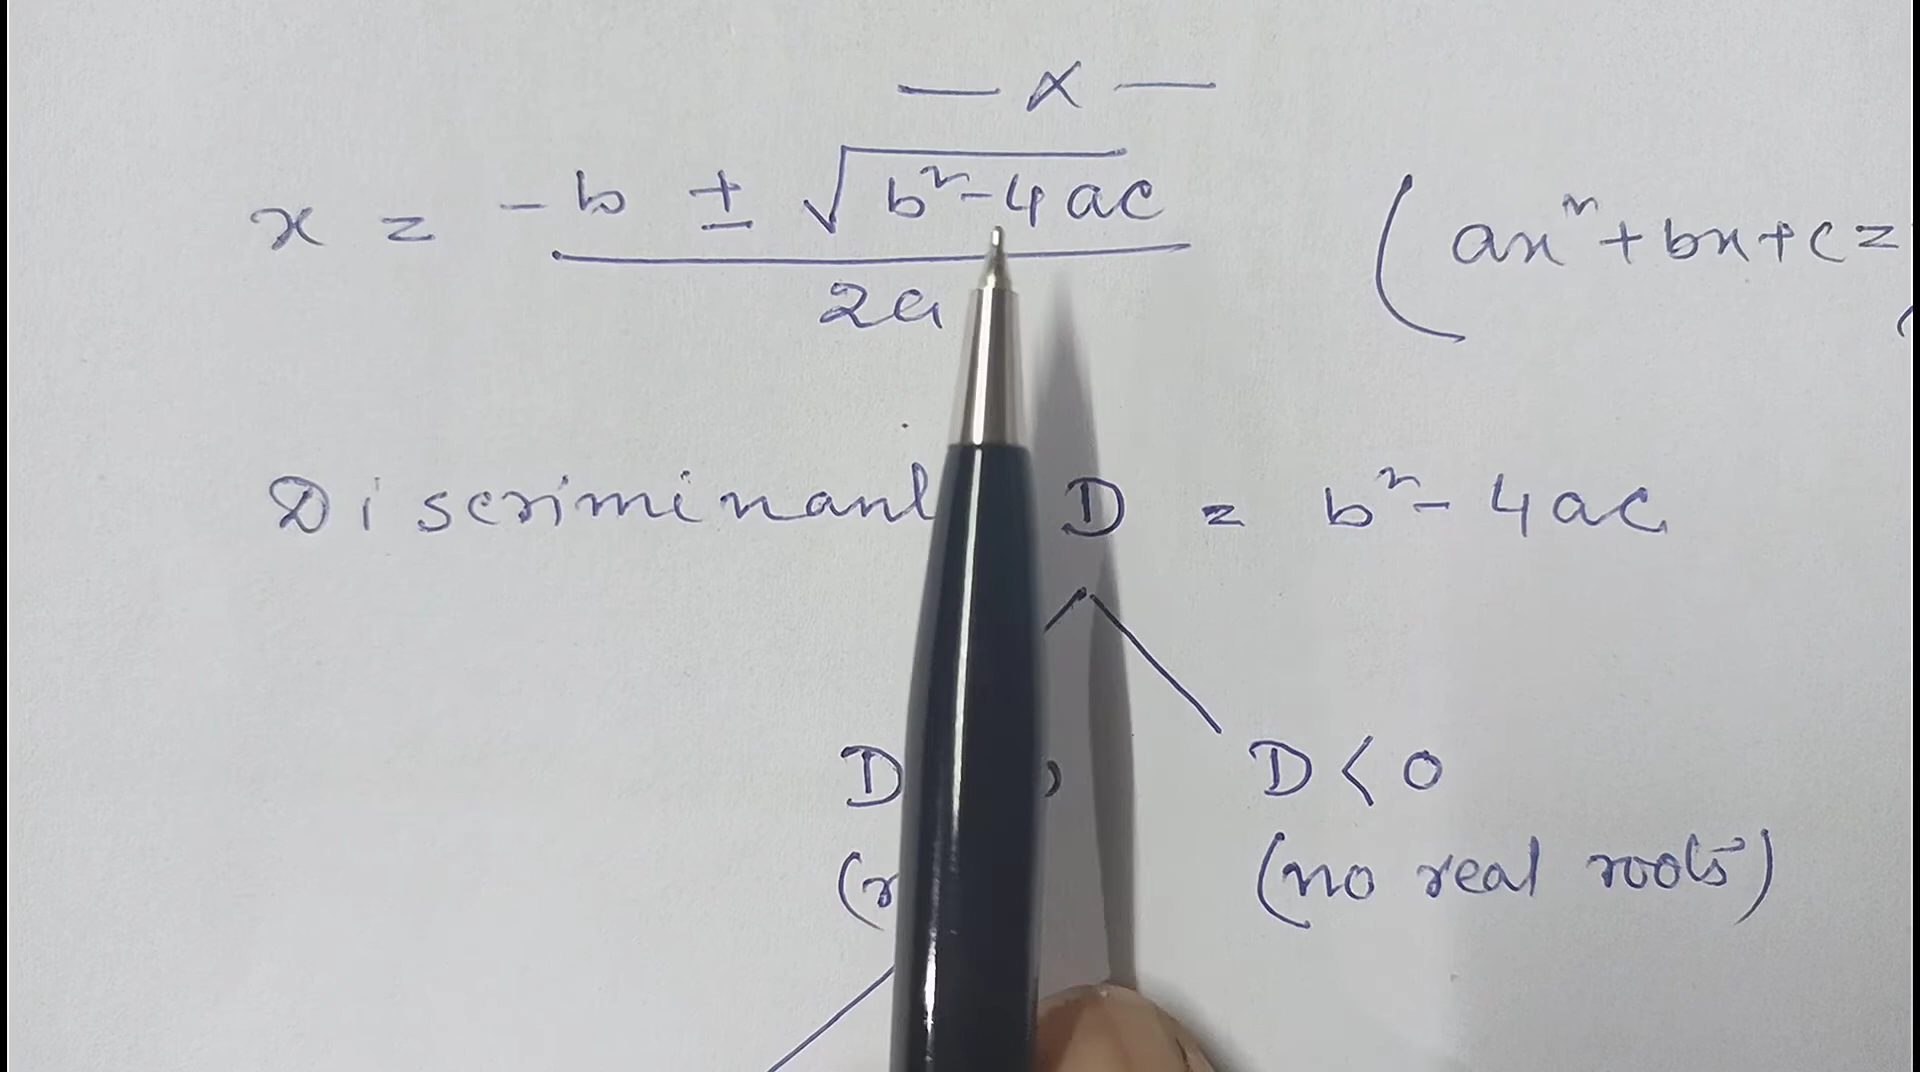 — x —
x = -b ± √b²-4ac
2a
(ax²+bx+c=
Discriminant D = b²-4ac
D D<0
(no real roots)